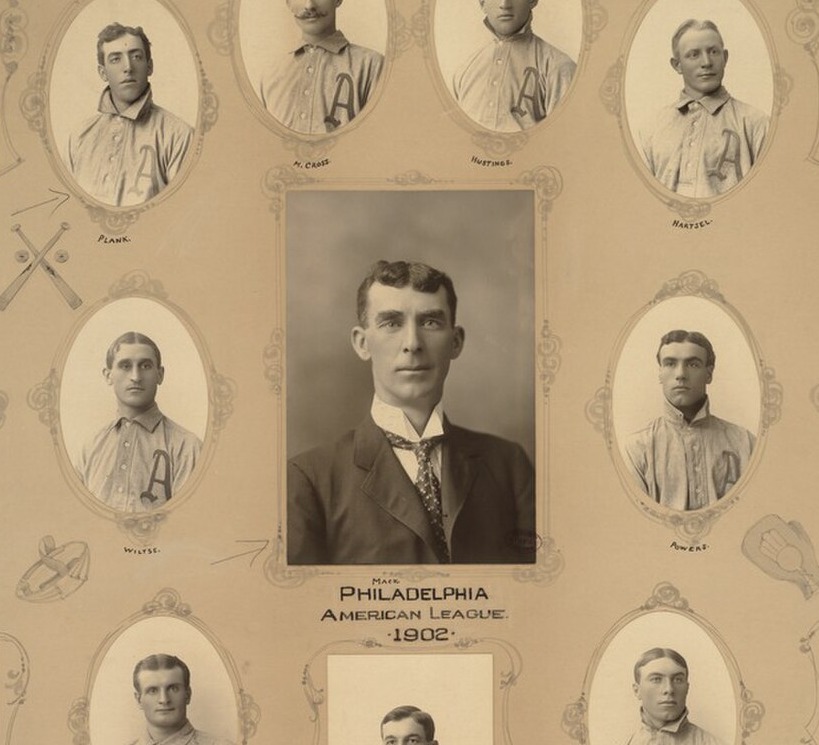 A
A
A
A
M. CROSS.
HUSTINGS.
HARTSEL.
PLANK.
A
A
WILTSE.
POWERS.
MACK
PHILADELPHIA
AMERICAN LEAGUE.
·1902·